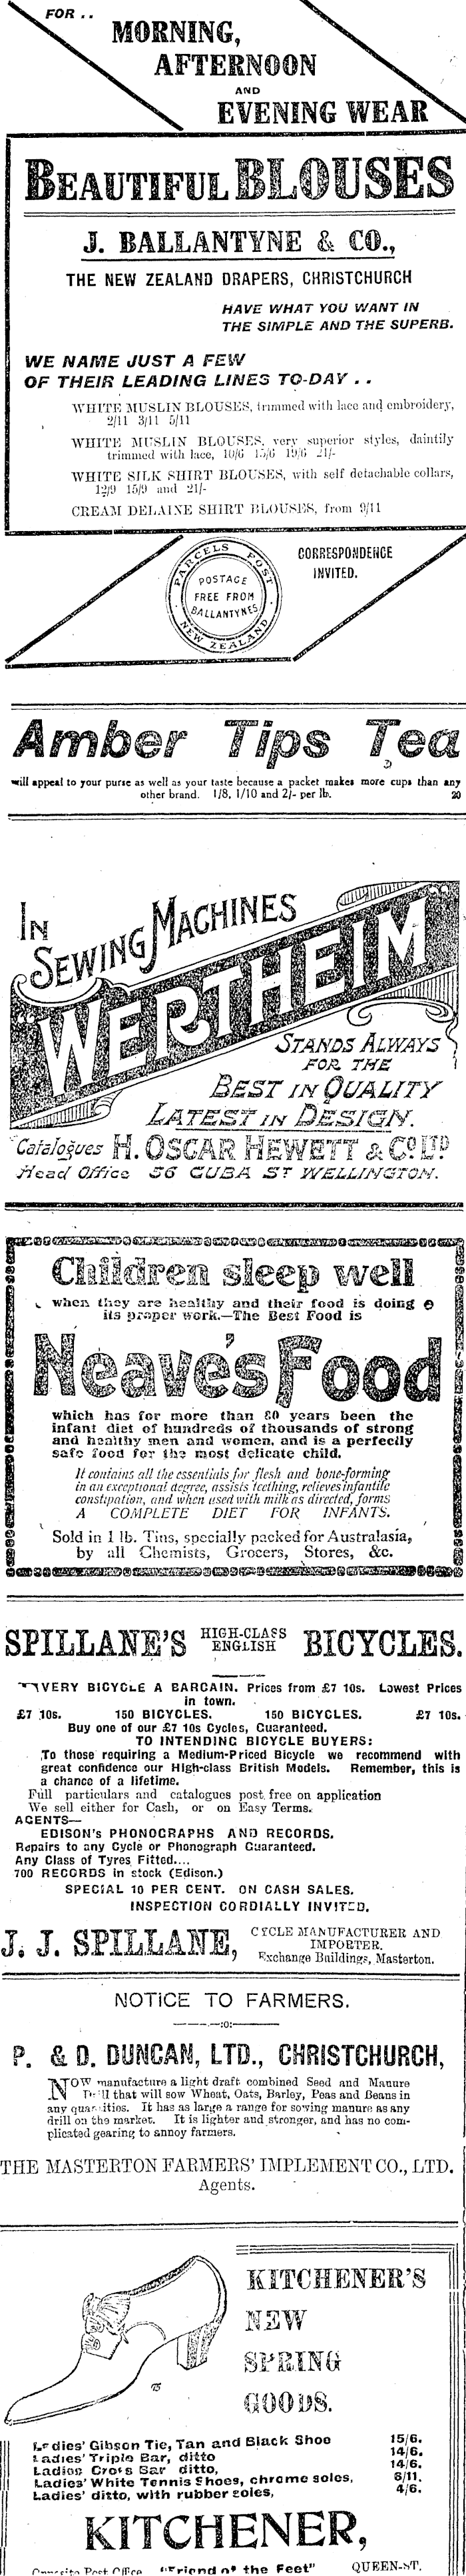 FOR . .
MORNING,
AFTERNOON
AND
EVENING WEAR
BEAUTIFUL BLOUSES
J. BALLANTYNE & CO.,
THE NEW ZEALAND DRAPERS, CHRISTCHURCH
HAVE WHAT YOU WANT IN
THE SIMPLE AND THE SUPERB.
WE NAME JUST A FEW
OF THEIR LEADING LINES TO-DAY . .
WHITE MUSLIN BLOUSES, trimmed with lace and embroidery,
2/11 3/11 5/11
WHITE MUSLIN BLOUSES, very superior styles, daintily
trimmed with lace, 10/6 15/6 19/6 21/-
WHITE SILK SHIRT BLOUSES, with self detachable collars,
12/9 15/9 and 21/-
CREAM DELAINE SHIRT BLOUSES, from 9/11
PARCELS POST
POSTAGE
FREE FROM
BALLANTYNES
NEW ZEALAND
CORRESPONDENCE
INVITED.
Amber Tips Tea
will appeal to your purse as well as your taste because a packet makes more cups than any
other brand. 1/8, 1/10 and 2/- per lb. 20
IN
SEWING MACHINES
"WERTHEIM"
STANDS ALWAYS
FOR THE
BEST IN QUALITY
LATEST IN DESIGN.
Catalogues H. OSCAR HEWETT & CO LTD
Head Office 56 CUBA ST WELLINGTON.
Children sleep well
when they are healthy and their food is doing
its proper work.—The Best Food is
Neave's Food
which has for more than 80 years been the
infant diet of hundreds of thousands of strong
and healthy men and women, and is a perfectly
safe food for the most delicate child.
It contains all the essentials for flesh and bone-forming
in an exceptional degree, assists teething, relieves infantile
constipation, and when used with milk as directed, forms
A COMPLETE DIET FOR INFANTS.
Sold in 1 lb. Tins, specially packed for Australasia,
by all Chemists, Grocers, Stores, &c.
SPILLANE'S HIGH-CLASS ENGLISH BICYCLES.
EVERY BICYCLE A BARGAIN. Prices from £7 10s. Lowest Prices
in town.
£7 10s. 150 BICYCLES. 150 BICYCLES. £7 10s.
Buy one of our £7 10s Cycles, Guaranteed.
TO INTENDING BICYCLE BUYERS:
To those requiring a Medium-Priced Bicycle we recommend with
great confidence our High-class British Models. Remember, this is
a chance of a lifetime.
Full particulars and catalogues post free on application
We sell either for Cash, or on Easy Terms.
AGENTS—
EDISON's PHONOGRAPHS AND RECORDS.
Repairs to any Cycle or Phonograph Guaranteed.
Any Class of Tyres Fitted....
700 RECORDS in stock (Edison.)
SPECIAL 10 PER CENT. ON CASH SALES.
INSPECTION CORDIALLY INVITED.
J. J. SPILLANE, CYCLE MANUFACTURER AND
IMPORTER.
Exchange Buildings, Masterton.
NOTICE TO FARMERS.
———:o:———
P. & D. DUNCAN, LTD., CHRISTCHURCH,
NOW manufacture a light draft combined Seed and Manure
Drill that will sow Wheat, Oats, Barley, Peas and Beans in
any quantities. It has as large a range for sowing manure as any
drill on the market. It is lighter and stronger, and has no com-
plicated gearing to annoy farmers.
THE MASTERTON FARMERS' IMPLEMENT CO., LTD.
Agents.
KITCHENER'S
NEW
SPRING
GOODS.
Ladies' Gibson Tie, Tan and Black Shoe 15/6.
Ladies' Triple Bar, ditto 14/6.
Ladies Cross Bar ditto, 14/6.
Ladies' White Tennis Shoes, chrome soles, 8/11.
Ladies' ditto, with rubber soles, 4/6.
KITCHENER,
Opposite Post Office "Friend of the Feet" QUEEN-ST.